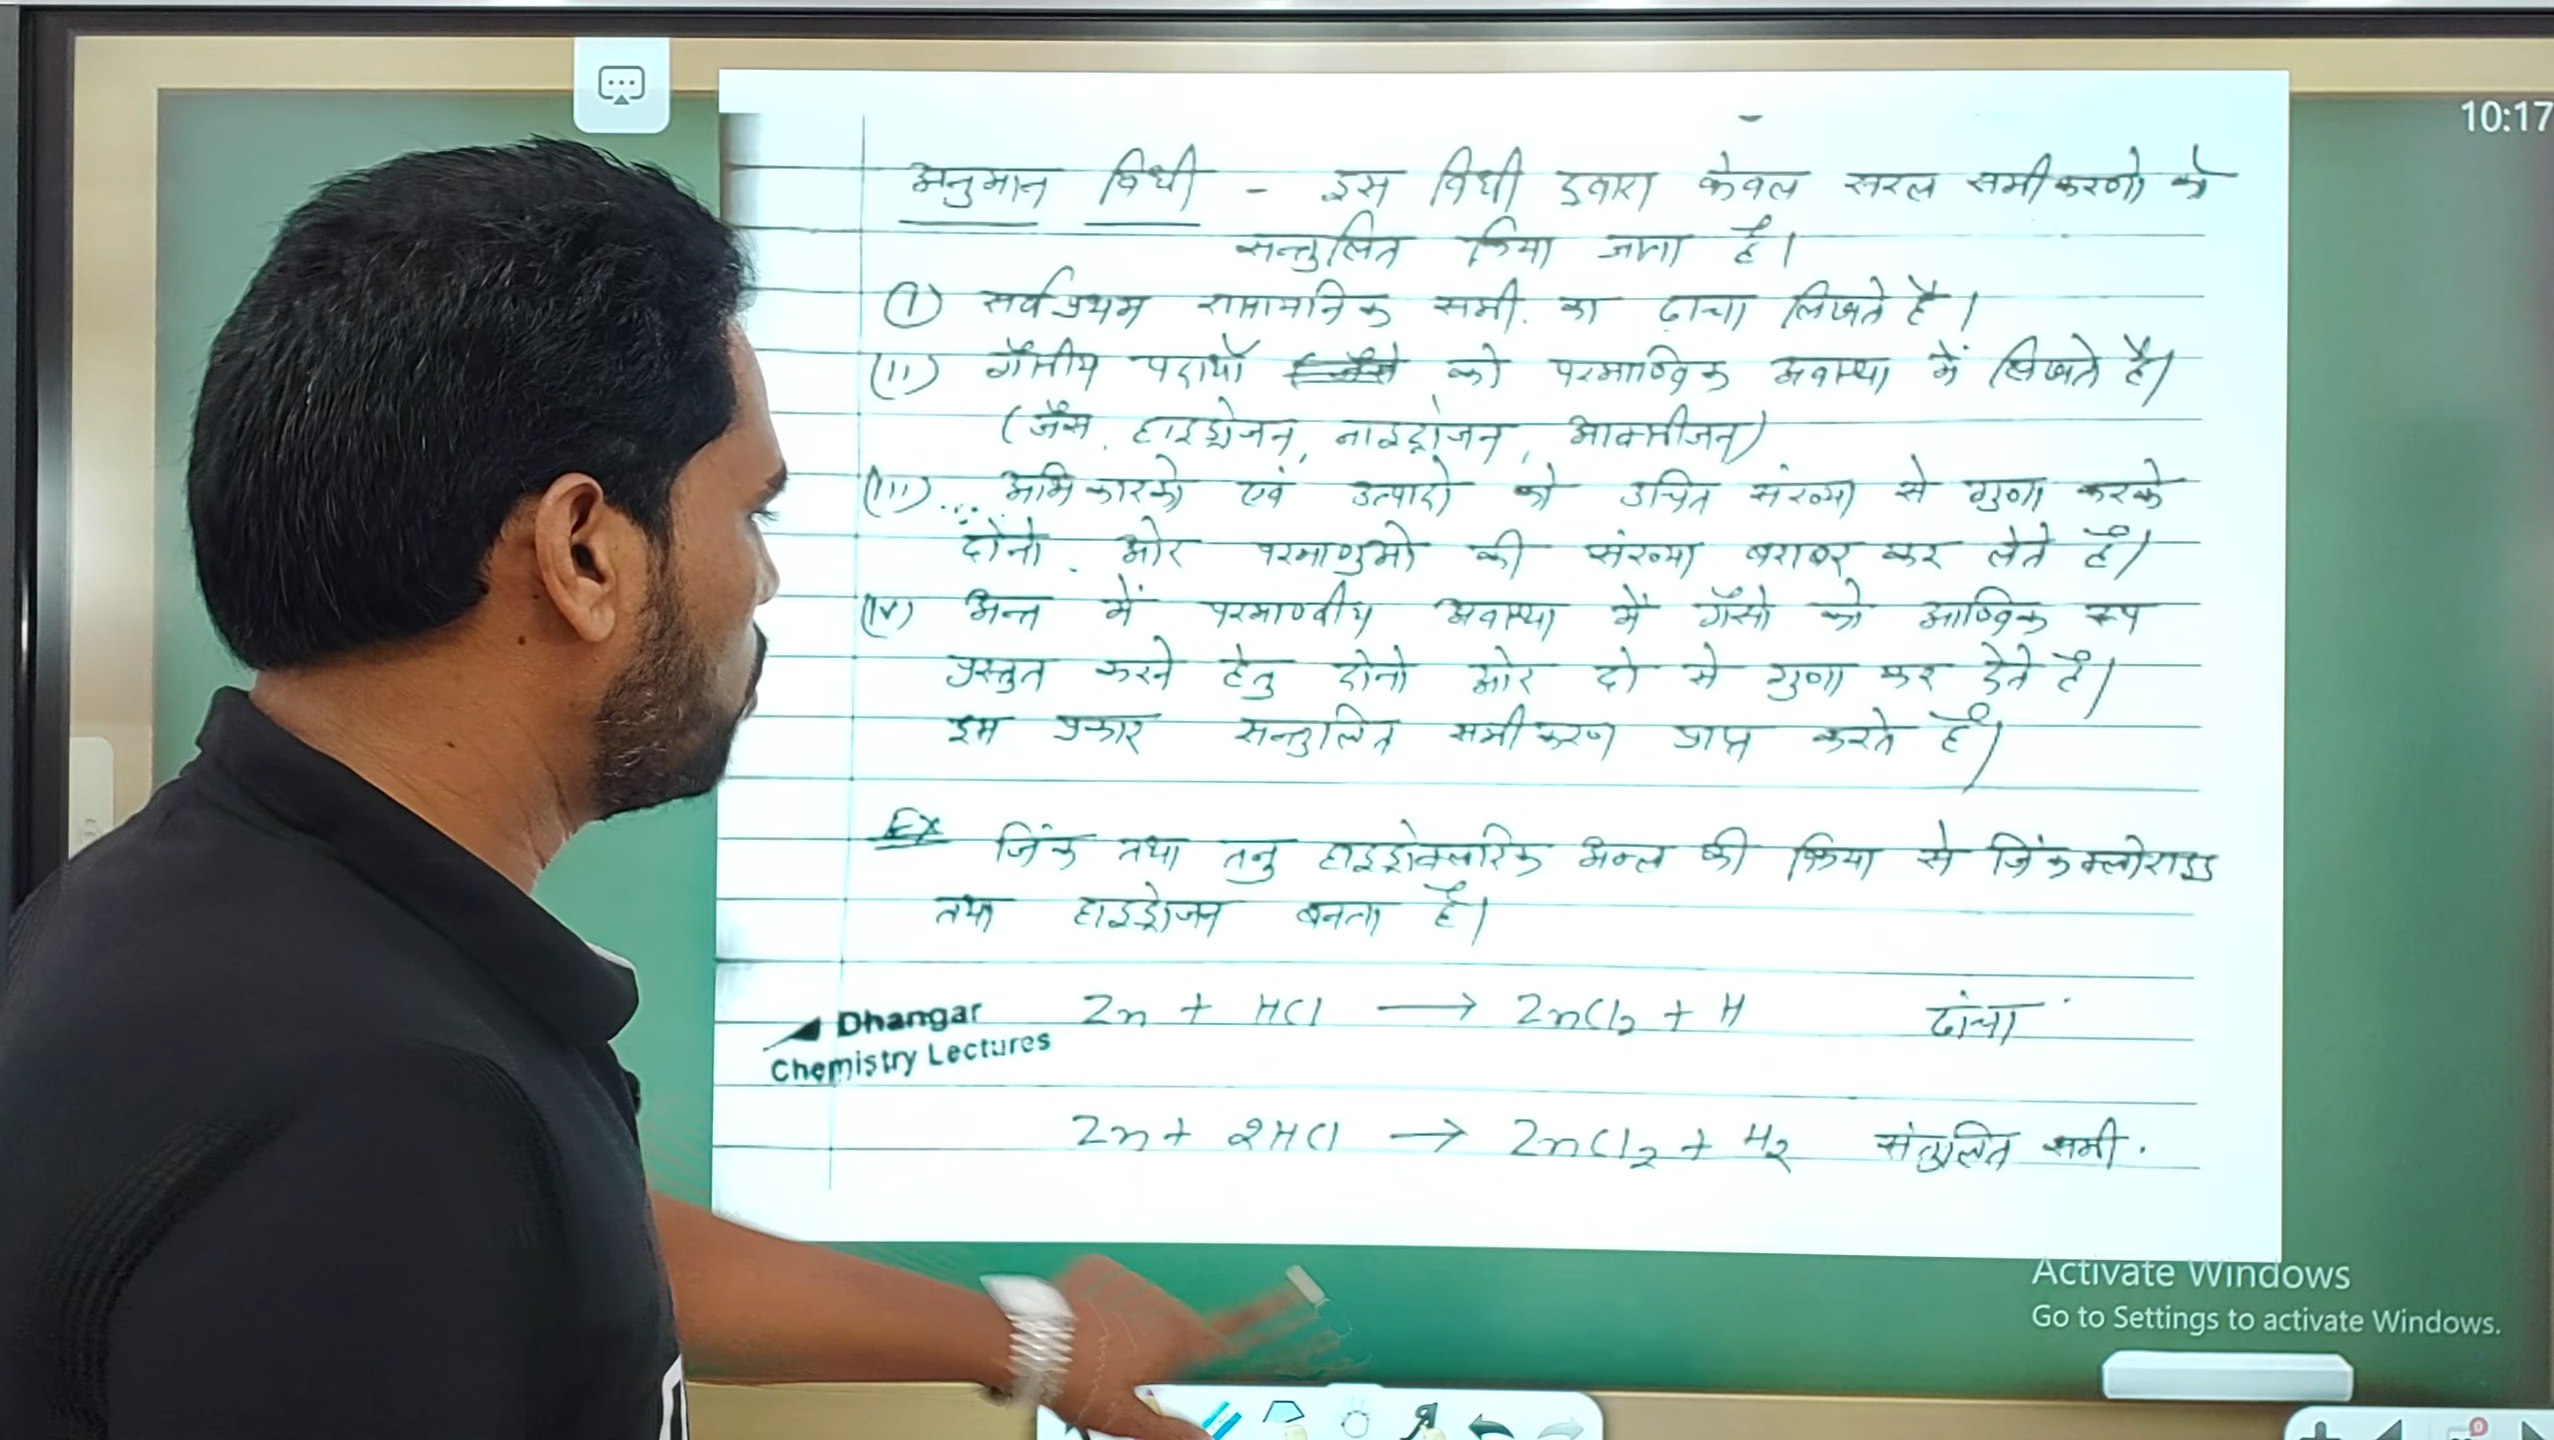 10:17
अनुमान विधी - इस विधी द्वारा केवल सरल समीकरणो को
सन्तुलित किया जाता है।
(I) सर्वप्रथम रासायनिक समी. का ढ़ाचा लिखते है।
(II) गैसीय पदार्थो को परमाण्विक अवस्था में लिखते है।
(जैस, हाइड्रोजन, नाइट्रोजन, आक्सीजन)
(III) अभिकारको एवं उत्पादो को उचित संख्या से गुणा करके
दोनो ओर परमाणुओ की संख्या बराबर कर लेते है।
(IV) अन्त में परमाण्वीय अवस्था में गैसो को आण्विक रूप
प्रस्तुत करने हेतु दोनो ओर दो से गुणा कर देते है।
इस प्रकार सन्तुलित समीकरण प्राप्त करते है।
Ex जिंक तथा तनु हाइड्रोक्लोरिक अम्ल की क्रिया से जिंकक्लोराइड
तथा हाइड्रोजन बनता है।
Dhangar
Chemistry Lectures
Zn + HCl → ZnCl2 + H ढांचा
Zn + 2HCl → ZnCl2 + H2 संतुलित समी.
Activate Windows
Go to Settings to activate Windows.